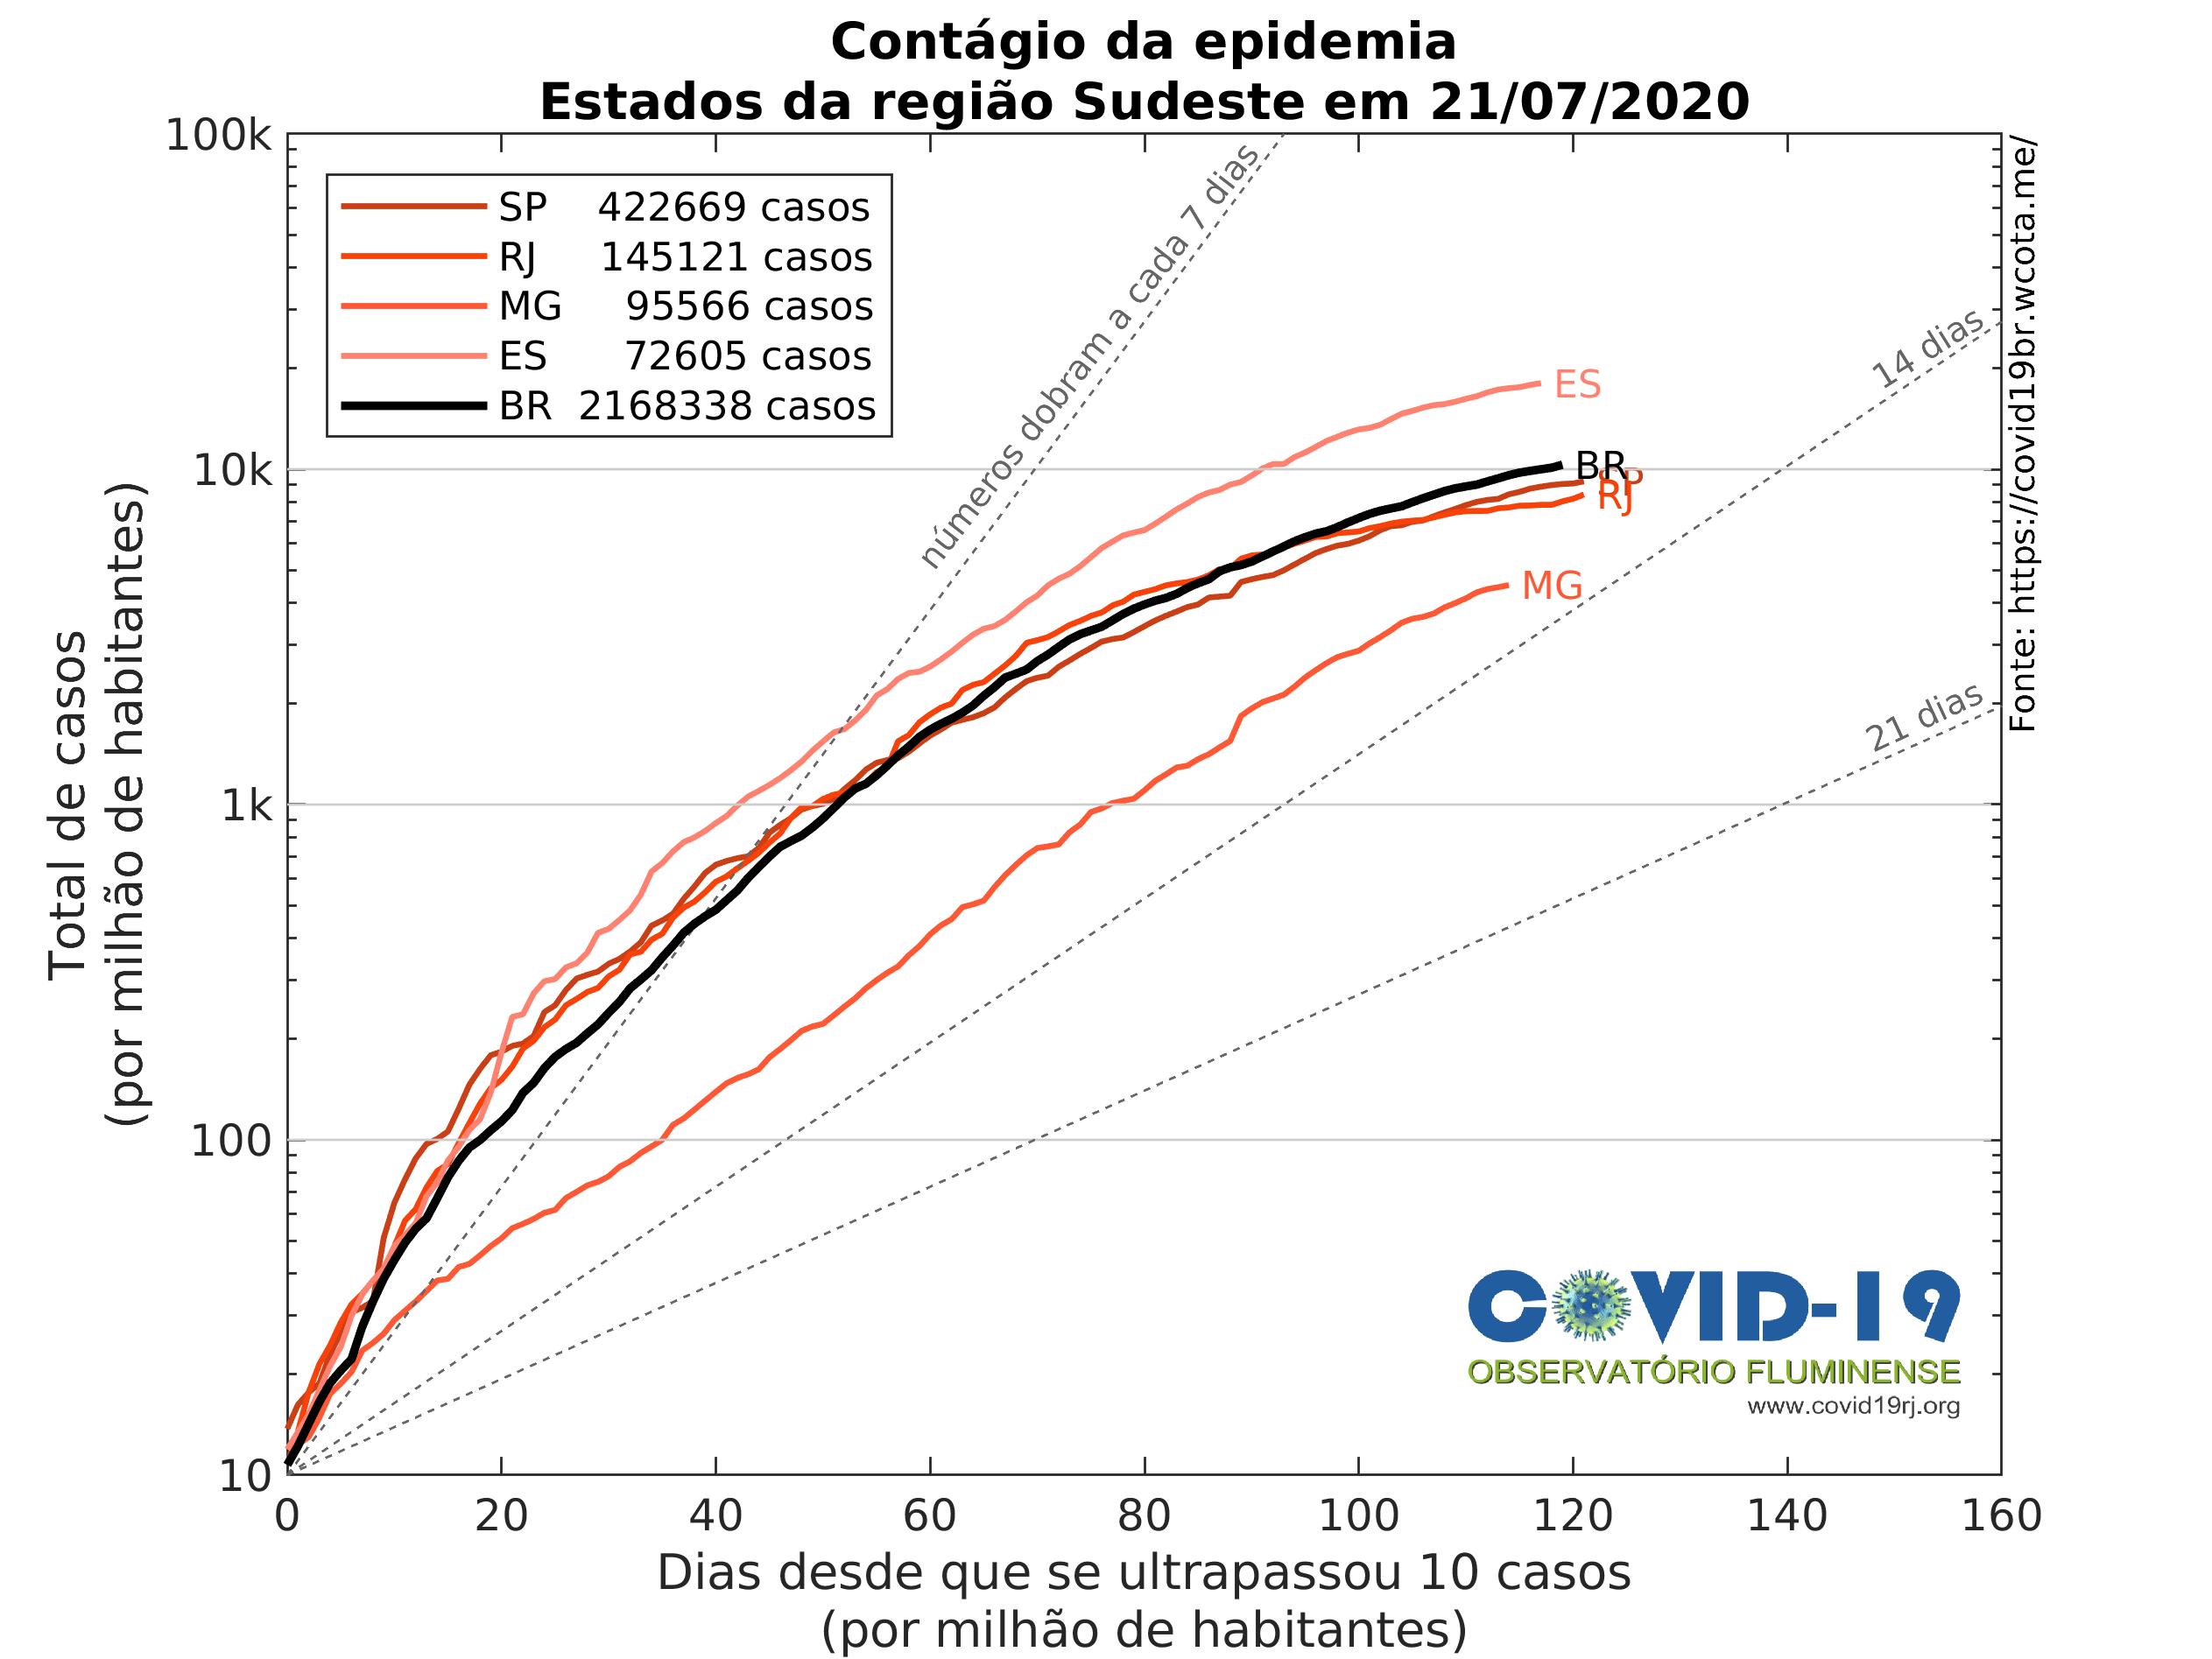 Contágio da epidemia
Estados da região Sudeste em 21/07/2020
100k
10k
1k
100
10
Total de casos
(por milhão de habitantes)
SP 422669 casos
RJ 145121 casos
MG 95566 casos
ES 72605 casos
BR 2168338 casos
números dobram a cada 7 dias
14 dias
21 dias
ES
BR
SP
RJ
MG
Fonte: https://covid19br.wcota.me/
COVID-19
OBSERVATÓRIO FLUMINENSE
www.covid19rj.org
0 20 40 60 80 100 120 140 160
Dias desde que se ultrapassou 10 casos
(por milhão de habitantes)